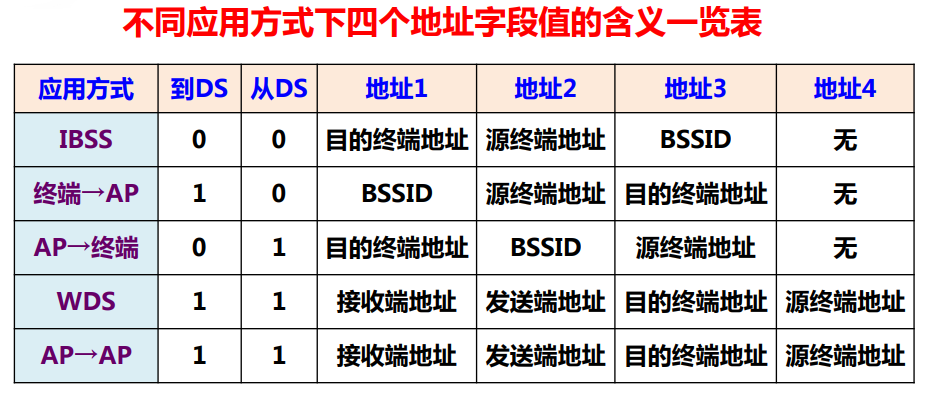 不同应用方式下四个地址字段值的含义一览表
应用方式 到DS 从DS 地址1 地址2 地址3 地址4
IBSS 0 0 目的终端地址 源终端地址 BSSID 无
终端→AP 1 0 BSSID 源终端地址 目的终端地址 无
AP→终端 0 1 目的终端地址 BSSID 源终端地址 无
WDS 1 1 接收端地址 发送端地址 目的终端地址 源终端地址
AP→AP 1 1 接收端地址 发送端地址 目的终端地址 源终端地址